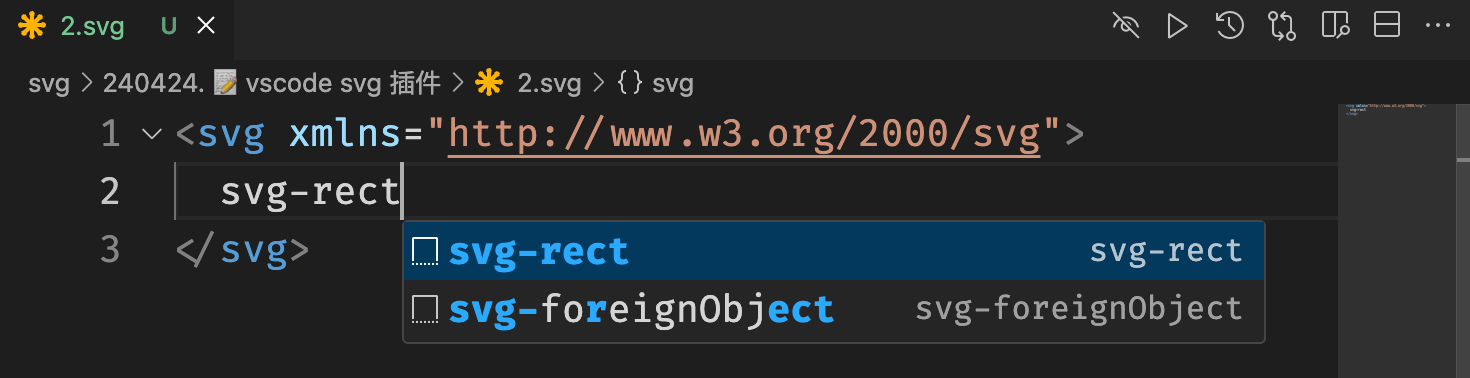 2.svg U
svg > 240424. 📝 vscode svg 插件 > 2.svg > {} svg
1 <svg xmlns="http://www.w3.org/2000/svg">
2 svg-rect
3 </svg>
svg-rect svg-rect
svg-foreignObject svg-foreignObject